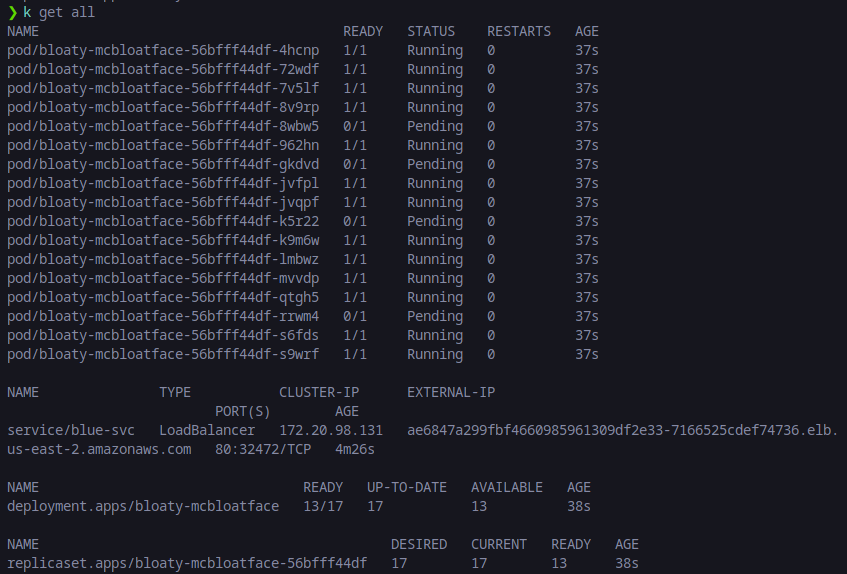 ❯ k get all
NAME READY STATUS RESTARTS AGE
pod/bloaty-mcbloatface-56bfff44df-4hcnp 1/1 Running 0 37s
pod/bloaty-mcbloatface-56bfff44df-72wdf 1/1 Running 0 37s
pod/bloaty-mcbloatface-56bfff44df-7v5lf 1/1 Running 0 37s
pod/bloaty-mcbloatface-56bfff44df-8v9rp 1/1 Running 0 37s
pod/bloaty-mcbloatface-56bfff44df-8wbw5 0/1 Pending 0 37s
pod/bloaty-mcbloatface-56bfff44df-962hn 1/1 Running 0 37s
pod/bloaty-mcbloatface-56bfff44df-gkdvd 0/1 Pending 0 37s
pod/bloaty-mcbloatface-56bfff44df-jvfpl 1/1 Running 0 37s
pod/bloaty-mcbloatface-56bfff44df-jvqpf 1/1 Running 0 37s
pod/bloaty-mcbloatface-56bfff44df-k5r22 0/1 Pending 0 37s
pod/bloaty-mcbloatface-56bfff44df-k9m6w 1/1 Running 0 37s
pod/bloaty-mcbloatface-56bfff44df-lmbwz 1/1 Running 0 37s
pod/bloaty-mcbloatface-56bfff44df-mvvdp 1/1 Running 0 37s
pod/bloaty-mcbloatface-56bfff44df-qtgh5 1/1 Running 0 37s
pod/bloaty-mcbloatface-56bfff44df-rrwm4 0/1 Pending 0 37s
pod/bloaty-mcbloatface-56bfff44df-s6fds 1/1 Running 0 37s
pod/bloaty-mcbloatface-56bfff44df-s9wrf 1/1 Running 0 37s
NAME TYPE CLUSTER-IP EXTERNAL-IP
PORT(S) AGE
service/blue-svc LoadBalancer 172.20.98.131 ae6847a299fbf4660985961309df2e33-7166525cdef74736.elb.
us-east-2.amazonaws.com 80:32472/TCP 4m26s
NAME READY UP-TO-DATE AVAILABLE AGE
deployment.apps/bloaty-mcbloatface 13/17 17 13 38s
NAME DESIRED CURRENT READY AGE
replicaset.apps/bloaty-mcbloatface-56bfff44df 17 17 13 38s